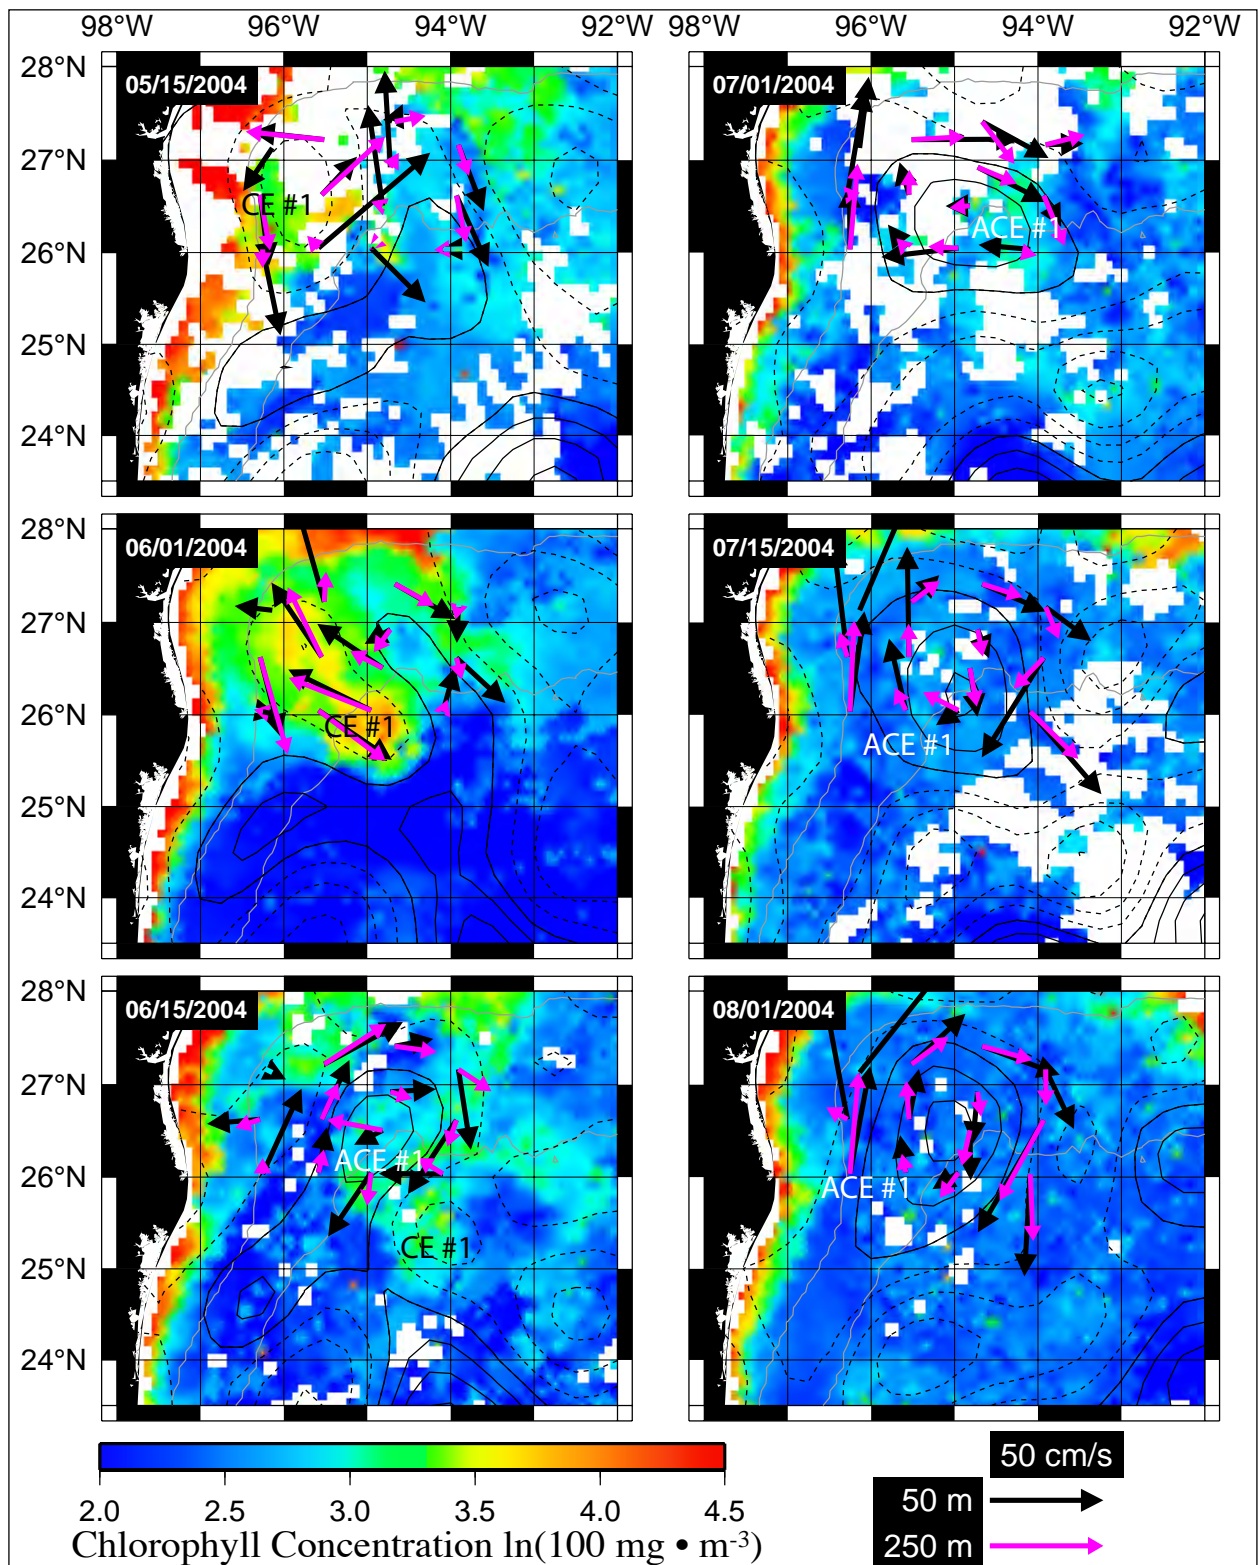 98°W 96°W 94°W 92°W 98°W 96°W 94°W 92°W
28°N
27°N
26°N
25°N
24°N
05/15/2004
CE #1
07/01/2004
ACE #1
28°N
27°N
26°N
25°N
24°N
06/01/2004
CE #1
07/15/2004
ACE #1
28°N
27°N
26°N
25°N
24°N
06/15/2004
ACE #1
CE #1
08/01/2004
ACE #1
2.0 2.5 3.0 3.5 4.0 4.5
Chlorophyll Concentration ln(100 mg • m⁻³)
50 cm/s
50 m
250 m